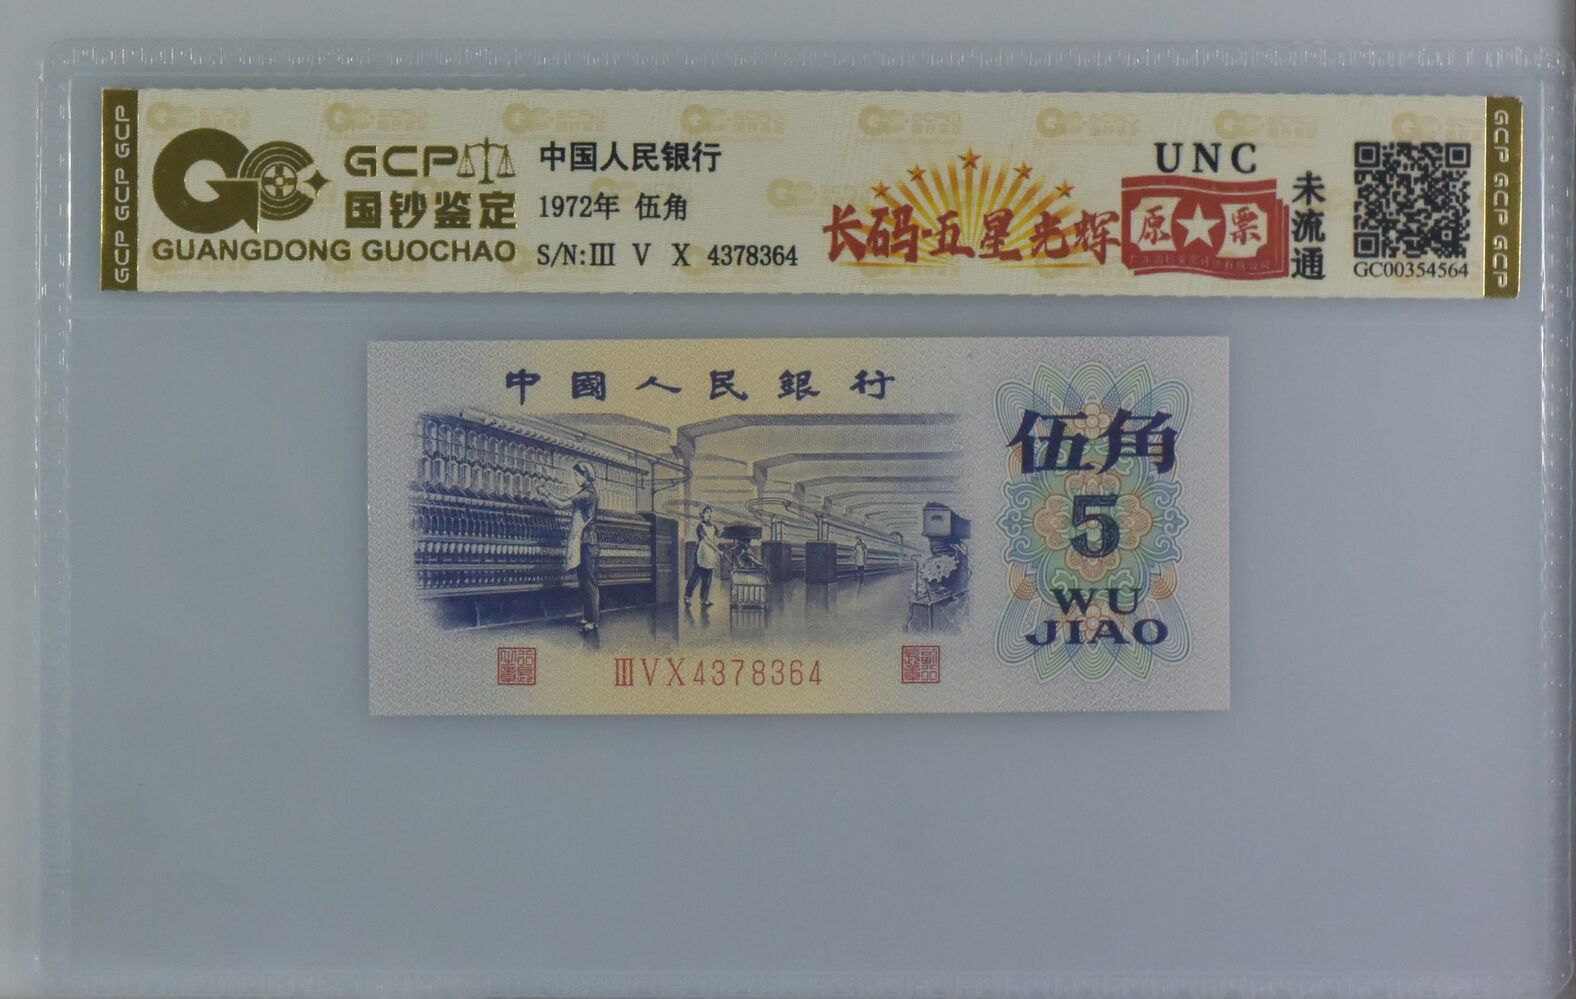 GCP GCP GCP
GCP
国钞鉴定
GUANGDONG GUOCHAO
中国人民银行
1972年 伍角
S/N:Ⅲ V X 4378364
长码·五星光辉
UNC
原★票
未流通
GC00354564
GCP GCP GCP
中國人民銀行
伍角
5
WU
JIAO
ⅢVX4378364